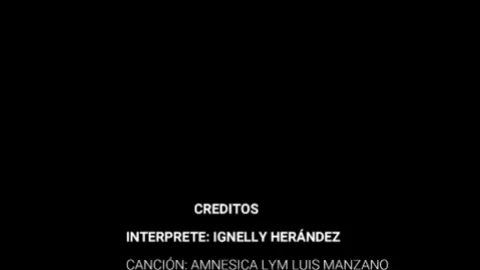 CREDITOS
INTERPRETE: IGNELLY HERÁNDEZ
CANCIÓN: AMNESICA LYM LUIS MANZANO